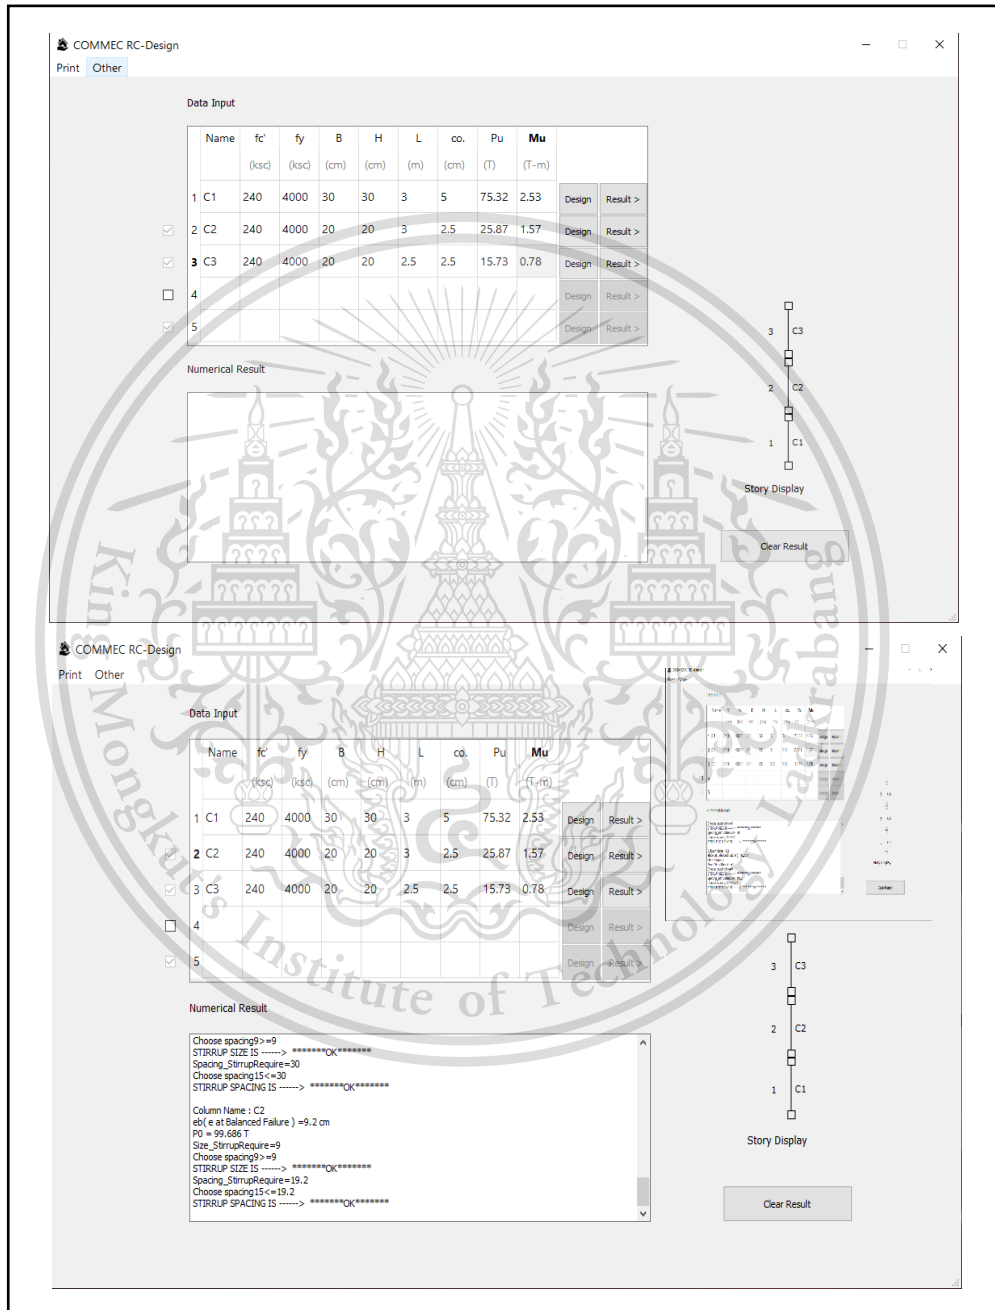 COMMEC RC-Design
Print Other
Data Input
Name fc' fy B H L co. Pu Mu
(ksc) (ksc) (cm) (cm) (m) (cm) (T) (T-m)
1 C1 240 4000 30 30 3 5 75.32 2.53 Design Result >
2 C2 240 4000 20 20 3 2.5 25.87 1.57 Design Result >
3 C3 240 4000 20 20 2.5 2.5 15.73 0.78 Design Result >
4 Design Result >
5 Design Result >
3 C3
2 C2
1 C1
Story Display
Numerical Result
Clear Result
King Mongkut's Institute of Technology Ladkrabang
COMMEC RC-Design
Print Other
Data Input
Name fc' fy B H L co. Pu Mu
(ksc) (ksc) (cm) (cm) (m) (cm) (T) (T-m)
1 C1 240 4000 30 30 3 5 75.32 2.53 Design Result >
2 C2 240 4000 20 20 3 2.5 25.87 1.57 Design Result >
3 C3 240 4000 20 20 2.5 2.5 15.73 0.78 Design Result >
4 Design Result >
5 Design Result >
3 C3
2 C2
1 C1
Story Display
Numerical Result
Choose spacing9>=9
STIRRUP SIZE IS ------> *******OK*******
Spacing_StirrupRequire=30
Choose spacing15<=30
STIRRUP SPACING IS ------> *******OK*******
Column Name : C2
eb( e at Balanced Failure ) =9.2 cm
P0 = 99.686 T
Size_StirrupRequire=9
Choose spacing9>=9
STIRRUP SIZE IS ------> *******OK*******
Spacing_StirrupRequire=19.2
Choose spacing15<=19.2
STIRRUP SPACING IS ------> *******OK*******
Clear Result